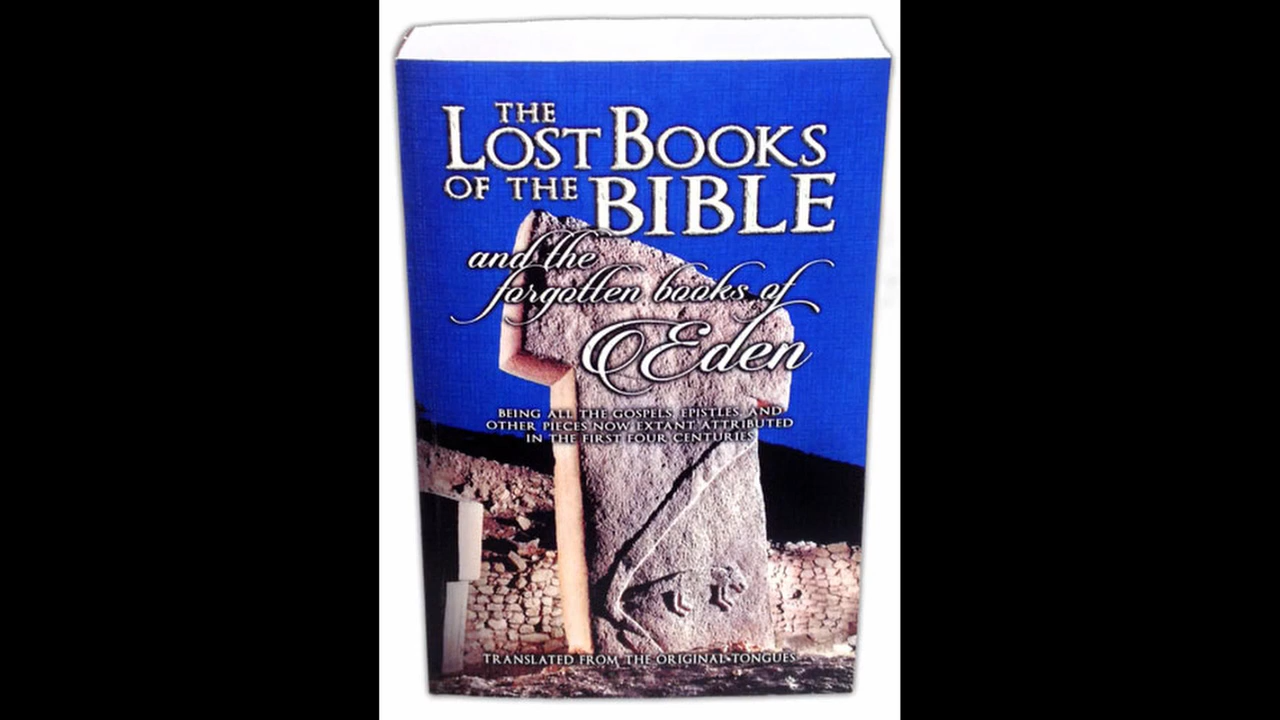 THE
LOST BOOKS
OF THE BIBLE
and the
forgotten books of
Eden
BEING ALL THE GOSPELS, EPISTLES, AND
OTHER PIECES NOW EXTANT ATTRIBUTED
IN THE FIRST FOUR CENTURIES
TRANSLATED FROM THE ORIGINAL TONGUES